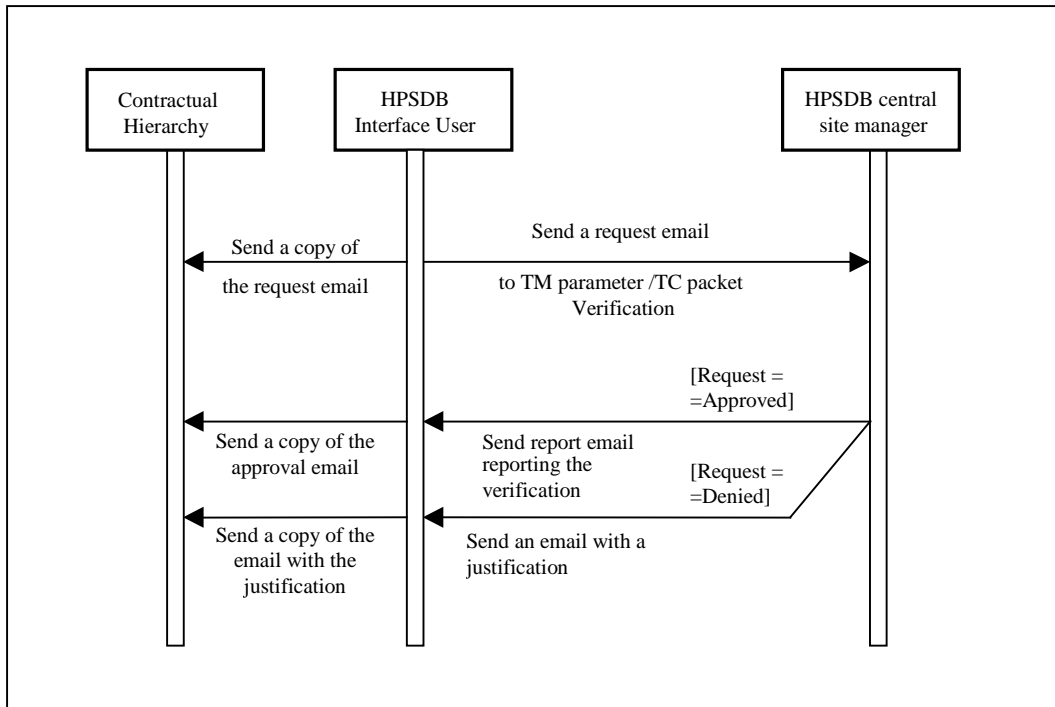 Contractual
Hierarchy
HPSDB
Interface User
HPSDB central
site manager
Send a copy of
the request email
Send a request email
to TM parameter /TC packet
Verification
[Request =
=Approved]
Send a copy of the
approval email
Send report email
reporting the
verification
[Request =
=Denied]
Send a copy of the
email with the
justification
Send an email with a
justification